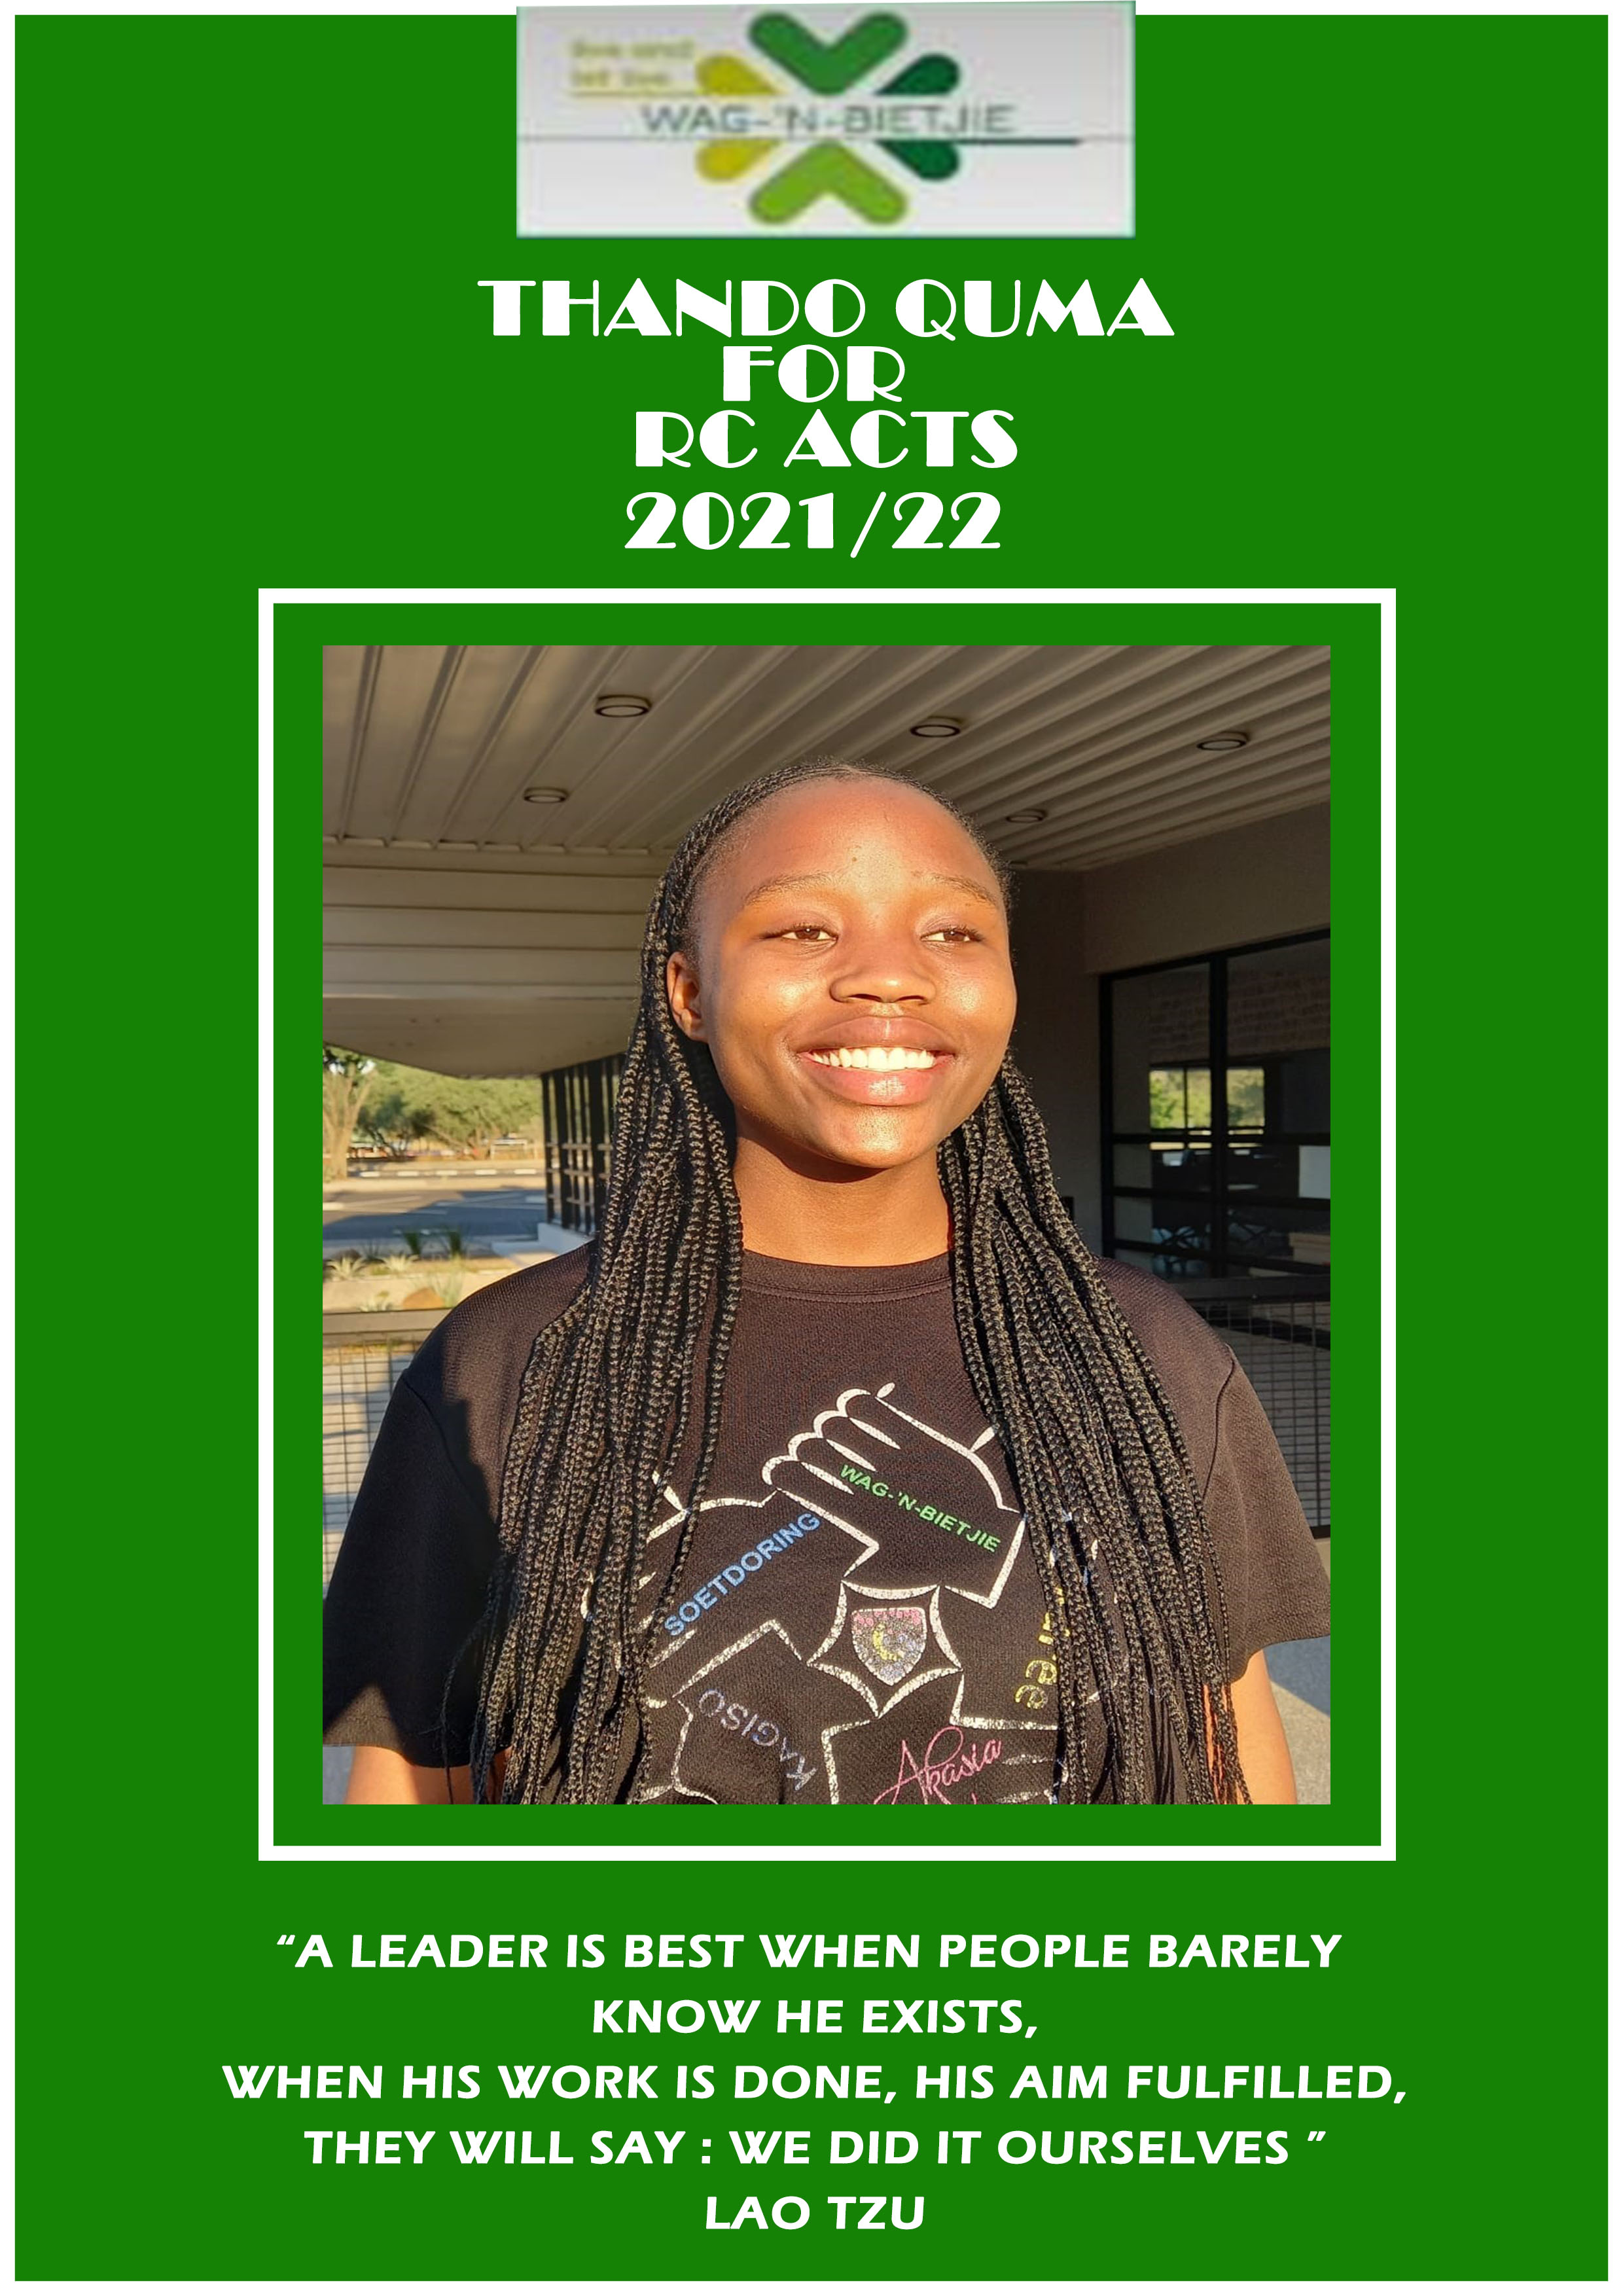 live and
let live
WAG-'N-BIETJIE
THANDO QUMA
FOR
RC ACTS
2021/22
WAG-'N-BIETJIE
SOETDORING
KAGISO
Akasia
“A LEADER IS BEST WHEN PEOPLE BARELY
KNOW HE EXISTS,
WHEN HIS WORK IS DONE, HIS AIM FULFILLED,
THEY WILL SAY : WE DID IT OURSELVES ”
LAO TZU